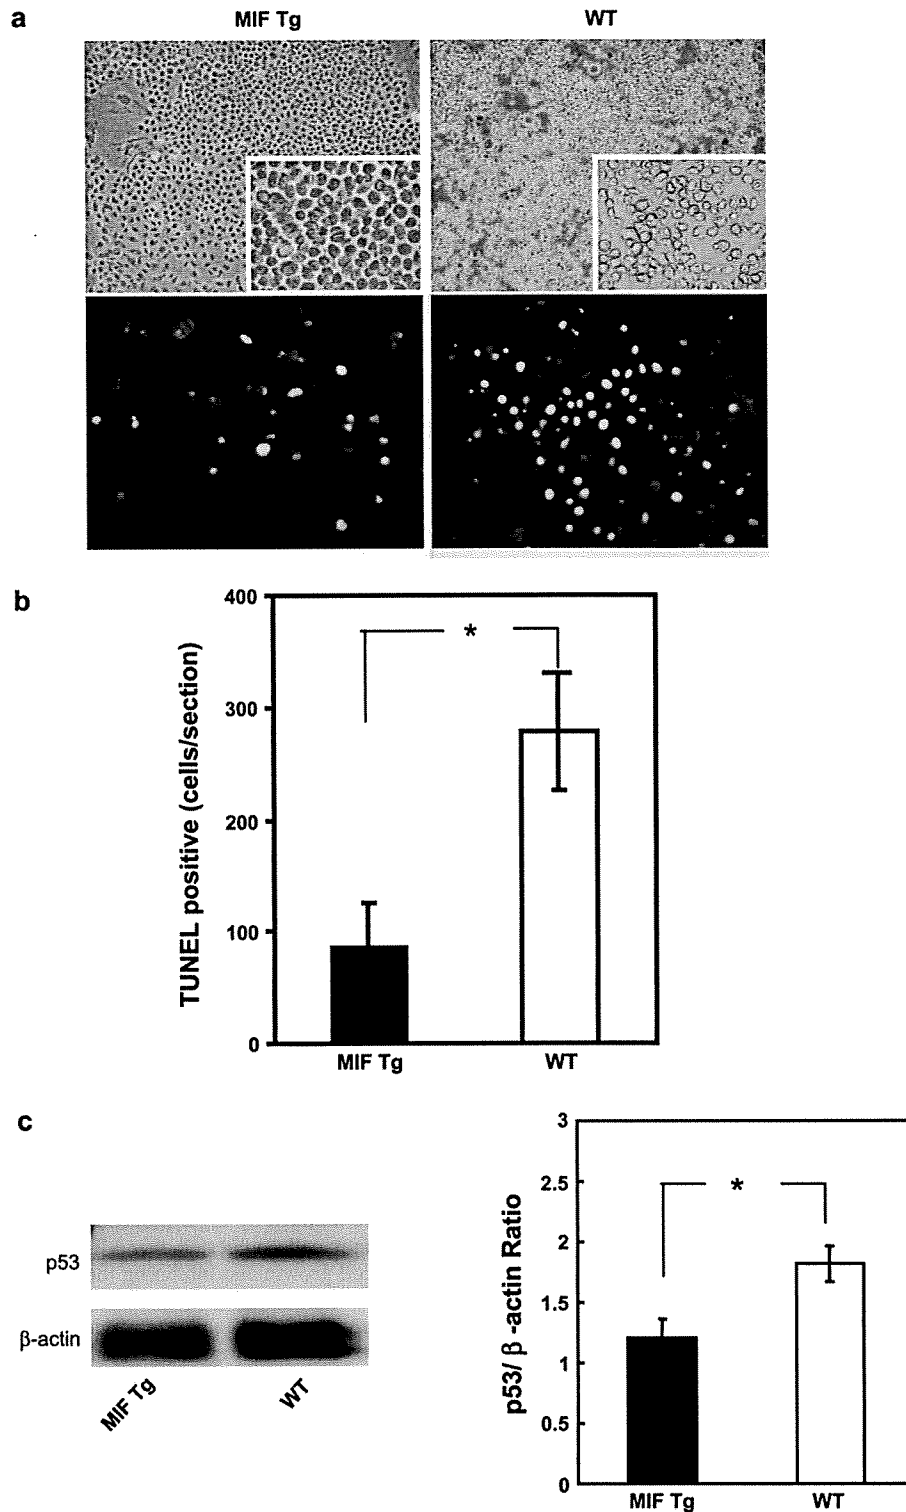 a
MIF Tg WT
b
TUNEL positive (cells/section)
400
300
200
100
0
*
MIF Tg WT
c
p53
β-actin
MIF Tg WT
p53/ β -actin Ratio
3
2.5
2
1.5
1
0.5
0
*
MIF Tg WT